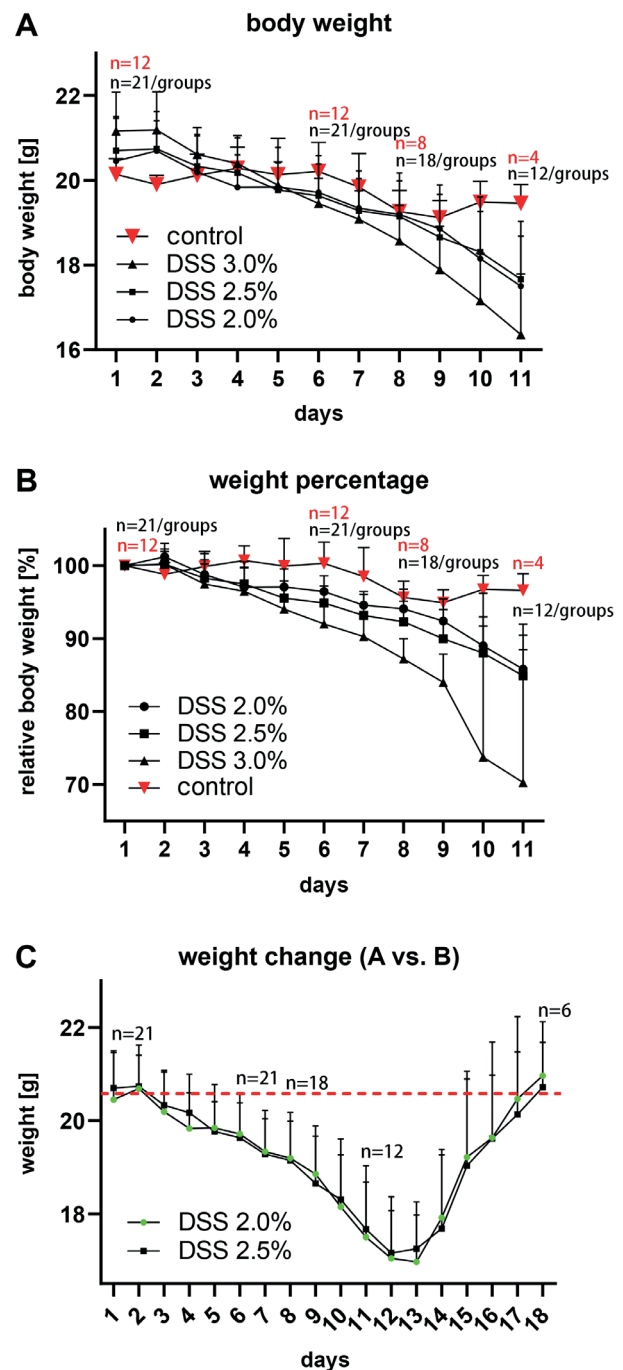 A
body weight
n=12
n=21/groups
n=12
n=21/groups
n=8
n=18/groups
n=4
n=12/groups
body weight [g]
22
20
18
16
control
DSS 3.0%
DSS 2.5%
DSS 2.0%
1 2 3 4 5 6 7 8 9 10 11
days
B
weight percentage
n=21/groups
n=12
n=12
n=21/groups
n=8
n=18/groups
n=4
n=12/groups
relative body weight [%]
100
90
80
70
DSS 2.0%
DSS 2.5%
DSS 3.0%
control
1 2 3 4 5 6 7 8 9 10 11
days
C
weight change (A vs. B)
n=21
n=21
n=18
n=12
n=6
weight [g]
22
20
18
DSS 2.0%
DSS 2.5%
1 2 3 4 5 6 7 8 9 10 11 12 13 14 15 16 17 18
days